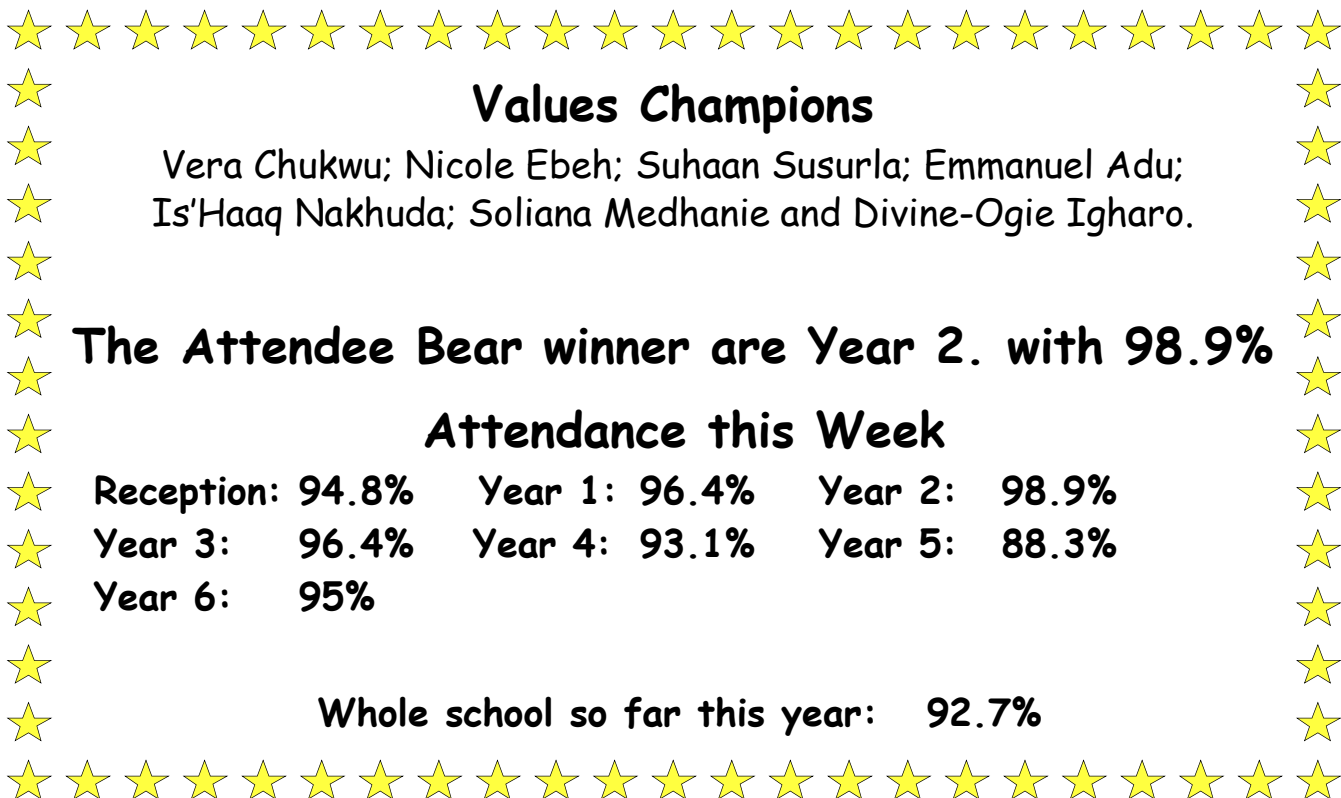 Values Champions
Vera Chukwu; Nicole Ebeh; Suhaan Susurla; Emmanuel Adu;
Is'Haaq Nakhuda; Soliana Medhanie and Divine-Ogie Igharo.
The Attendee Bear winner are Year 2. with 98.9%
Attendance this Week
Reception: 94.8% Year 1: 96.4% Year 2: 98.9%
Year 3: 96.4% Year 4: 93.1% Year 5: 88.3%
Year 6: 95%
Whole school so far this year: 92.7%